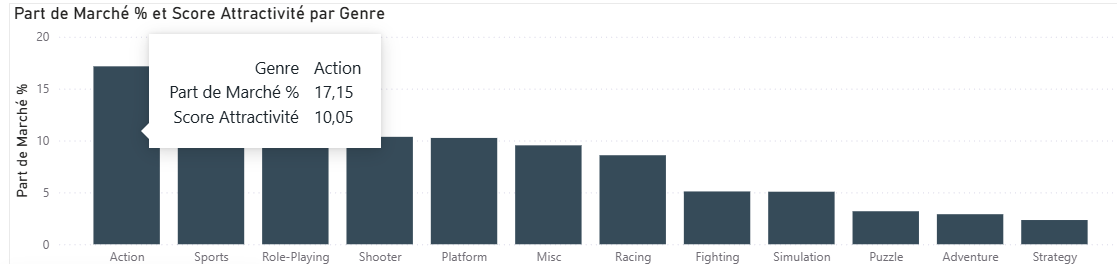 Part de Marché % et Score Attractivité par Genre
20
Genre Action
Part de Marché % 17,15
Score Attractivité 10,05
15
10
5
0
Part de Marché %
Action Sports Role-Playing Shooter Platform Misc Racing Fighting Simulation Puzzle Adventure Strategy